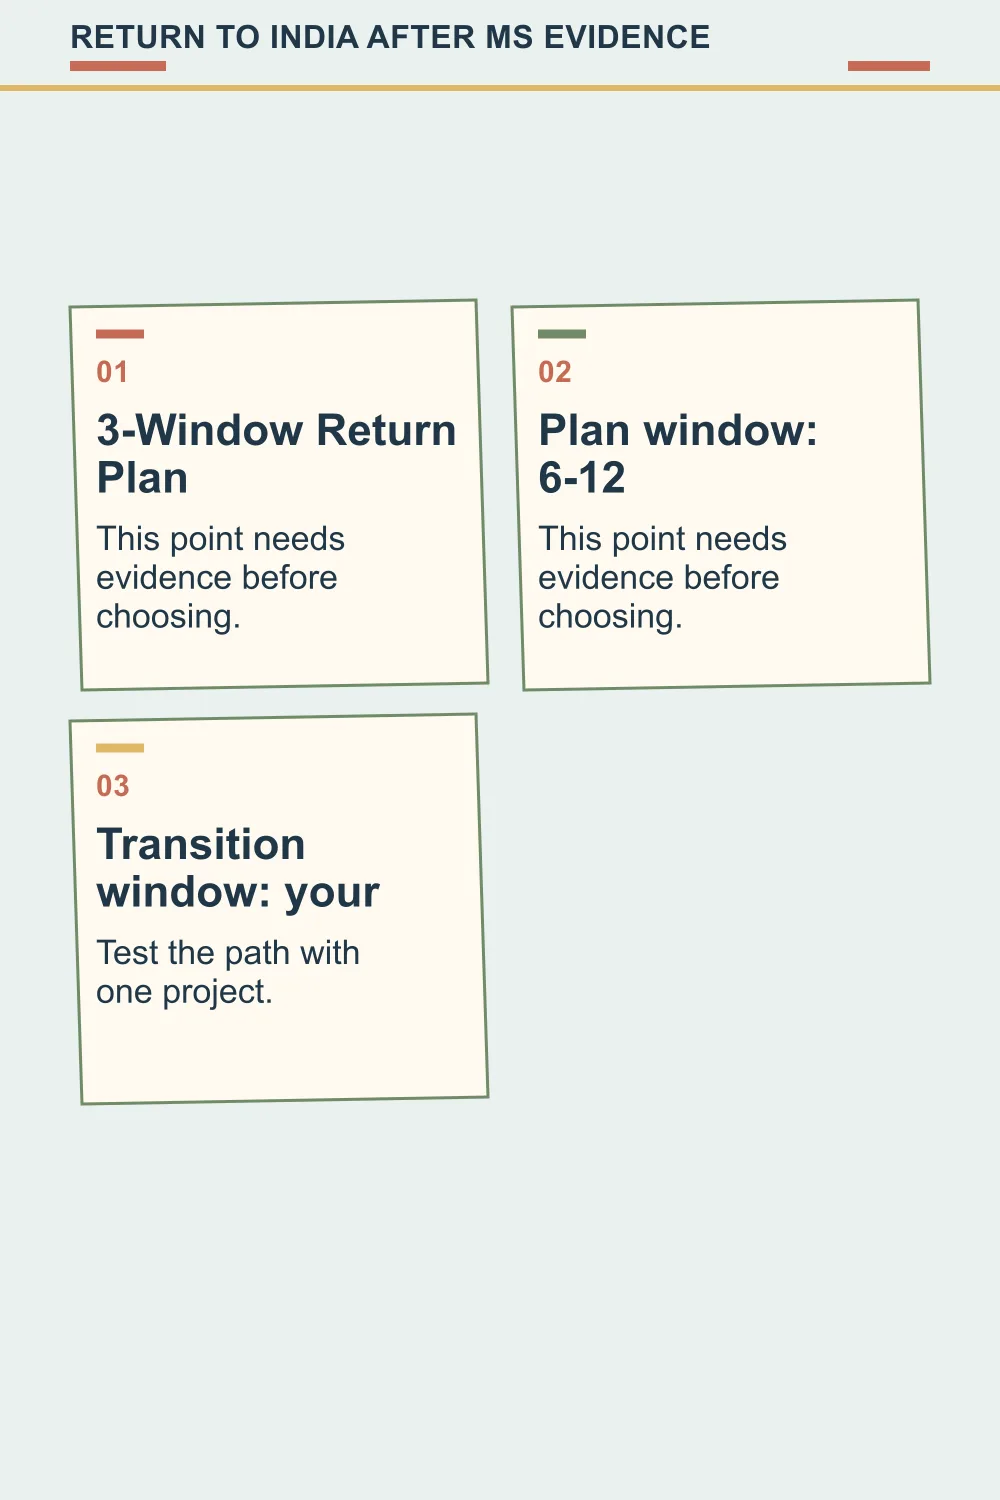 RETURN TO INDIA AFTER MS EVIDENCE
01
3-Window Return
Plan
This point needs
evidence before
choosing.
02
Plan window:
6-12
This point needs
evidence before
choosing.
03
Transition
window: your
Test the path with
one project.